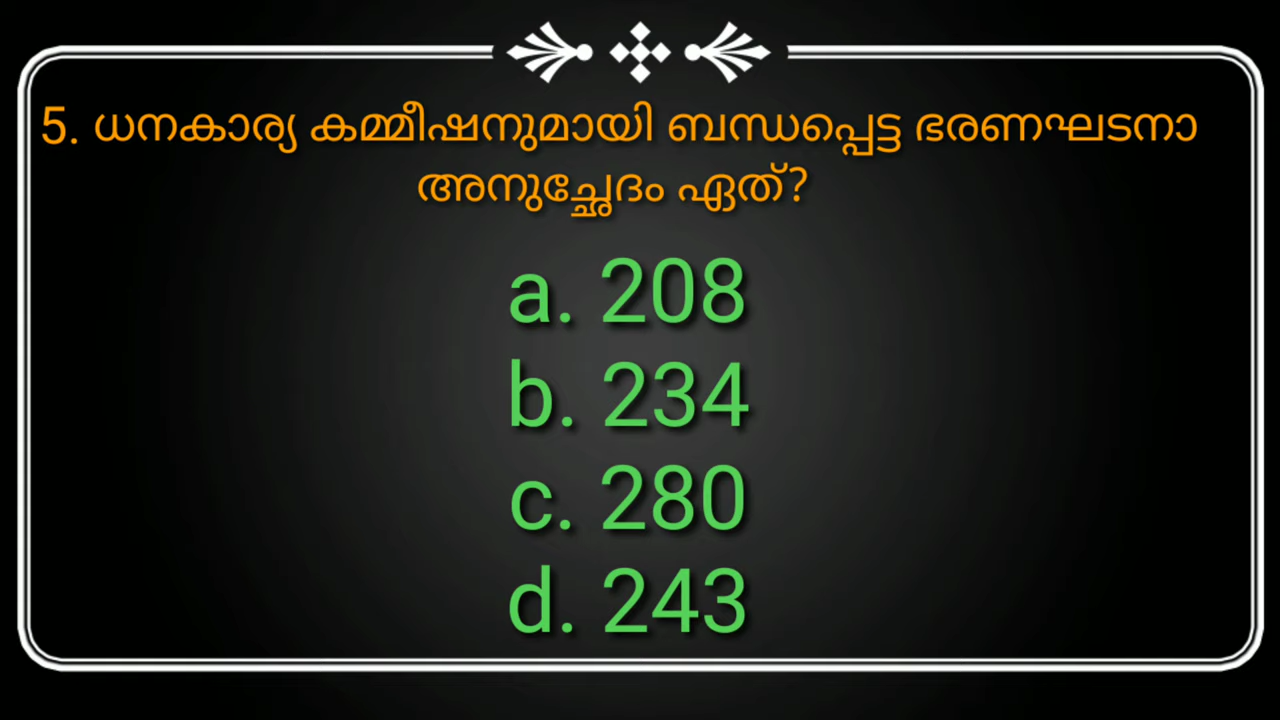 5. ധനകാര്യ കമ്മീഷനുമായി ബന്ധപ്പെട്ട ഭരണഘടനാ
അനുച്ഛേദം ഏത്?
a. 208
b. 234
c. 280
d. 243